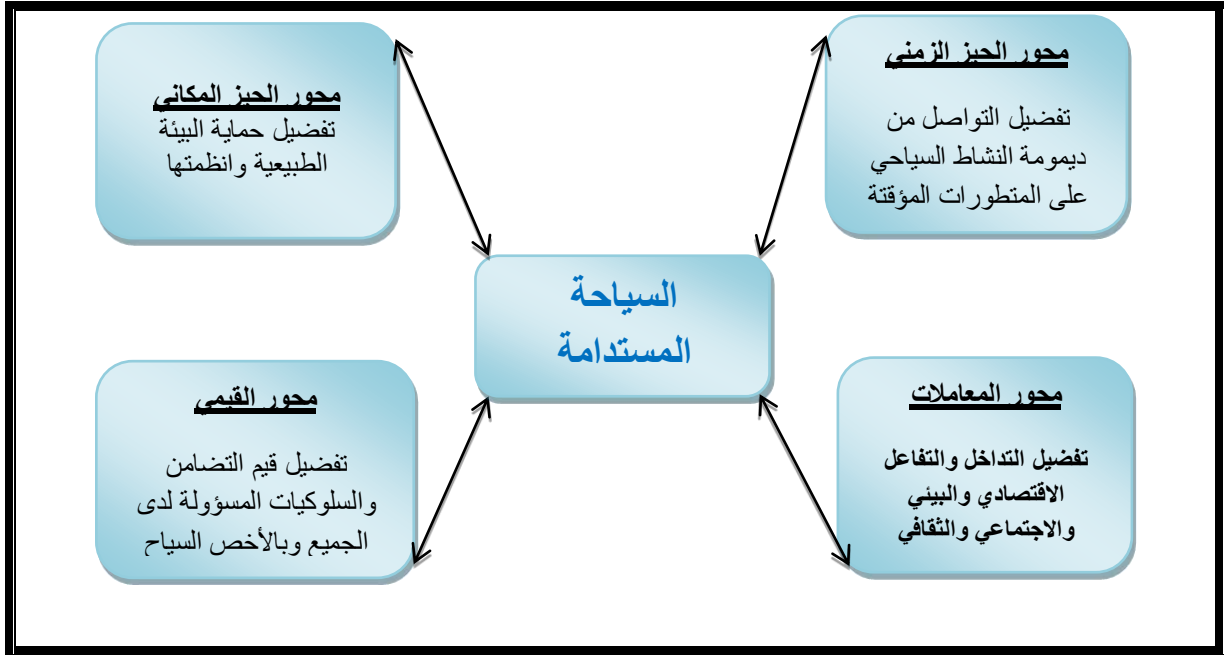 محور الحيز الزمني
تفضيل التواصل من
ديمومة النشاط السياحي
على المتطورات المؤقتة
محور الحيز المكاني
تفضيل حماية البيئة
الطبيعية وانظمتها
السياحة
المستدامة
محور المعاملات
تفضيل التداخل والتفاعل
الاقتصادي والبيئي
والاجتماعي والثقافي
محور القيمي
تفضيل قيم التضامن
والسلوكيات المسؤولة لدى
الجميع وبالأخص السياح